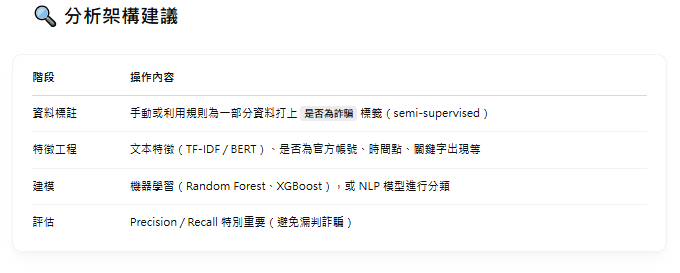 🔍 分析架構建議
階段 操作內容
資料標註 手動或利用規則為一部分資料打上 是否為詐騙 標籤（semi-supervised）
特徵工程 文本特徵（TF-IDF / BERT）、是否為官方帳號、時間點、關鍵字出現等
建模 機器學習（Random Forest、XGBoost），或 NLP 模型進行分類
評估 Precision / Recall 特別重要（避免漏判詐騙）